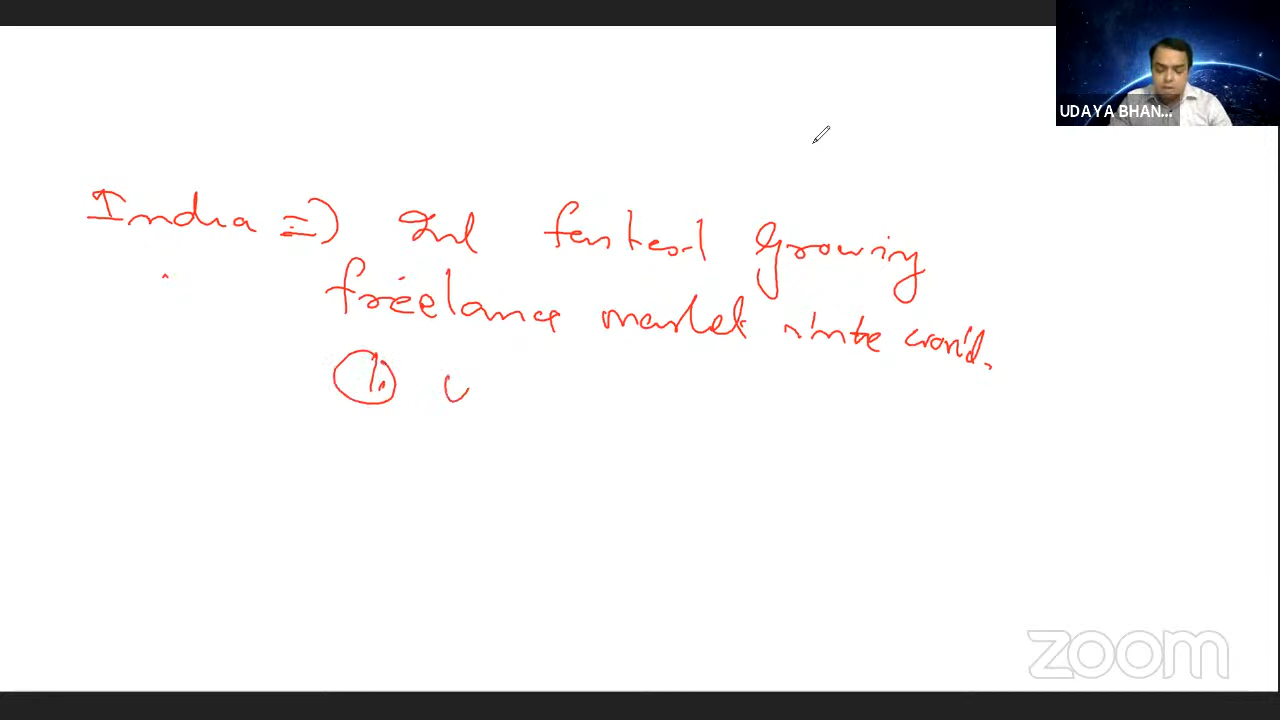 UDAYA BHAN...
India => 2nd fastest Growing
freelance market in the world.
1.
zoom